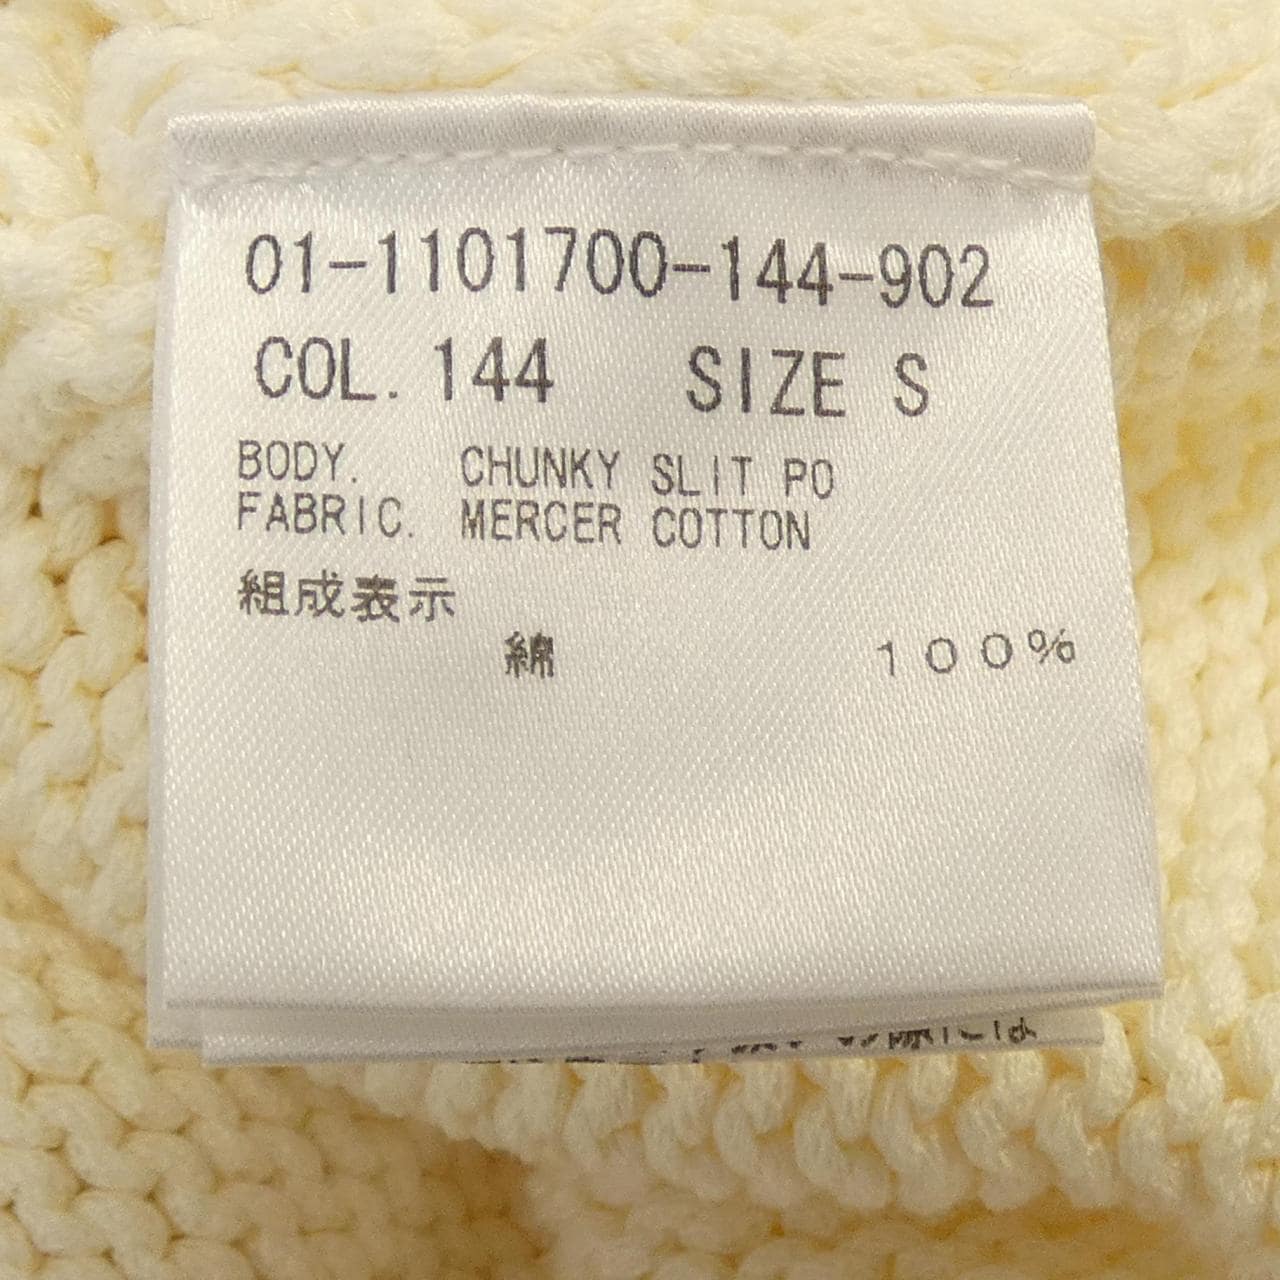 01-1101700-144-902
COL. 144 SIZE S
BODY. CHUNKY SLIT PO
FABRIC. MERCER COTTON
組成表示
綿 100%